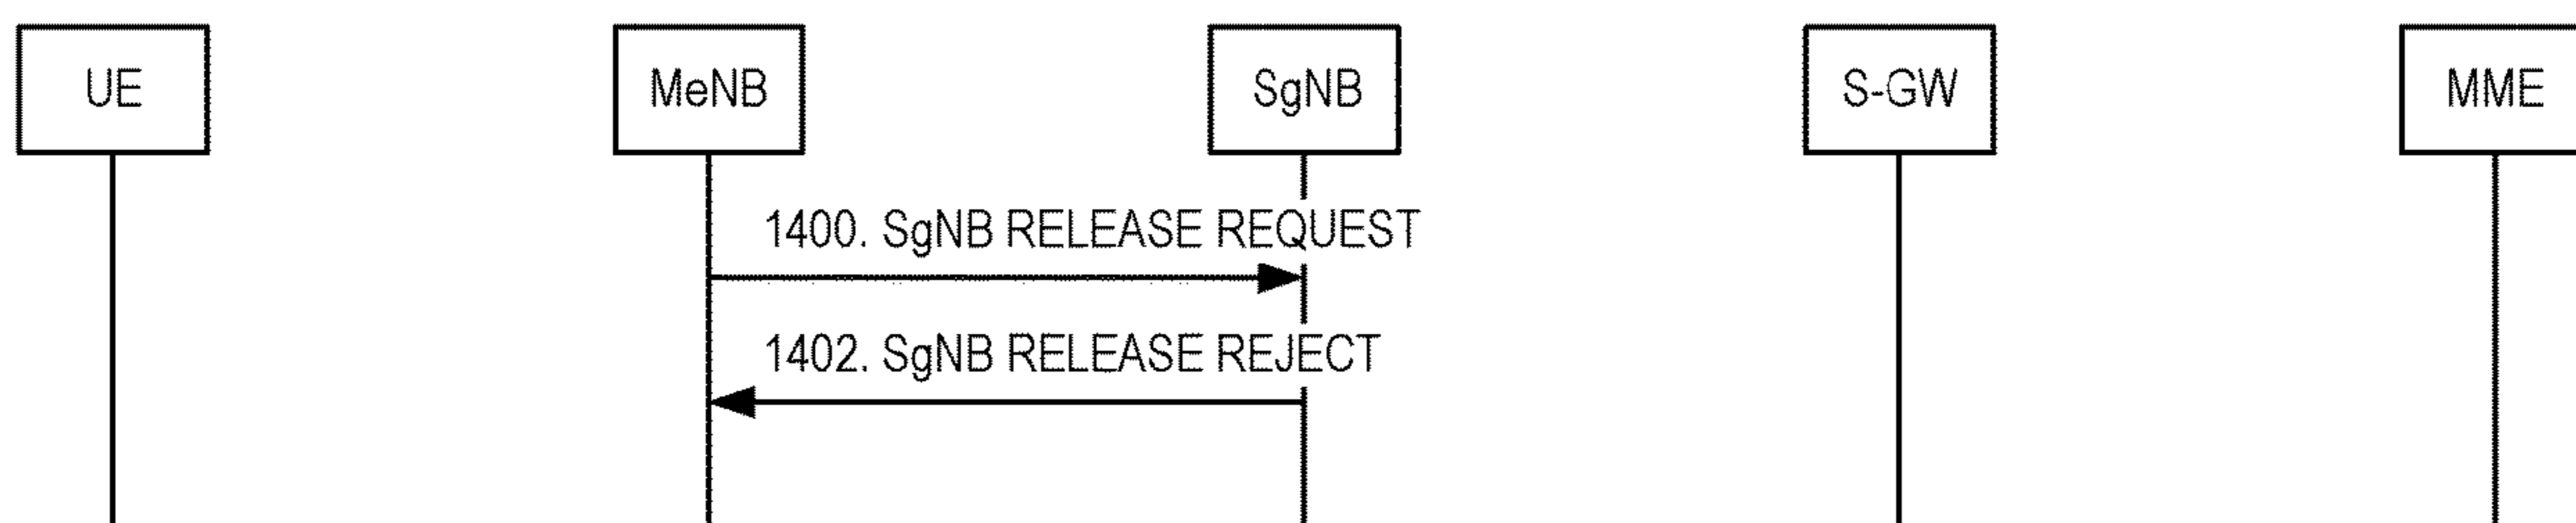 UE
MeNB
SgNB
S-GW
MME
1400. SgNB RELEASE REQUEST
1402. SgNB RELEASE REJECT